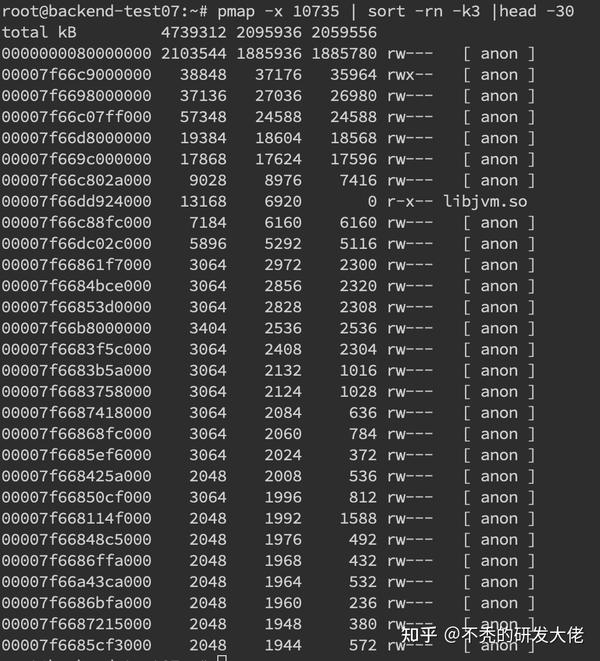 root@backend-test07:~# pmap -x 10735 | sort -rn -k3 |head -30
total kB 4739312 2095936 2059556
0000000080000000 2103544 1885936 1885780 rw--- [ anon ]
00007f66c9000000 38848 37176 35964 rwx-- [ anon ]
00007f6698000000 37136 27036 26980 rw--- [ anon ]
00007f66c07ff000 57348 24588 24588 rw--- [ anon ]
00007f66d8000000 19384 18604 18568 rw--- [ anon ]
00007f669c000000 17868 17624 17596 rw--- [ anon ]
00007f66c802a000 9028 8976 7416 rw--- [ anon ]
00007f66dd924000 13168 6920 0 r-x-- libjvm.so
00007f66c88fc000 7184 6160 6160 rw--- [ anon ]
00007f66dc02c000 5896 5292 5116 rw--- [ anon ]
00007f66861f7000 3064 2972 2300 rw--- [ anon ]
00007f6684bce000 3064 2856 2320 rw--- [ anon ]
00007f66853d0000 3064 2828 2308 rw--- [ anon ]
00007f66b8000000 3404 2536 2536 rw--- [ anon ]
00007f6683f5c000 3064 2408 2304 rw--- [ anon ]
00007f6683b5a000 3064 2132 1016 rw--- [ anon ]
00007f6683758000 3064 2124 1028 rw--- [ anon ]
00007f6687418000 3064 2084 636 rw--- [ anon ]
00007f66868fc000 3064 2060 784 rw--- [ anon ]
00007f6685ef6000 3064 2024 372 rw--- [ anon ]
00007f668425a000 2048 2008 536 rw--- [ anon ]
00007f66850cf000 3064 1996 812 rw--- [ anon ]
00007f668114f000 2048 1992 1588 rw--- [ anon ]
00007f66848c5000 2048 1976 492 rw--- [ anon ]
00007f6686ffa000 2048 1968 432 rw--- [ anon ]
00007f66a43ca000 2048 1964 532 rw--- [ anon ]
00007f6686bfa000 2048 1960 236 rw--- [ anon ]
00007f6687215000 2048 1948 380 rw--- [ anon ]
00007f6685cf3000 2048 1944 572 rw--- [ anon ]
知乎 @不秃的研发大佬